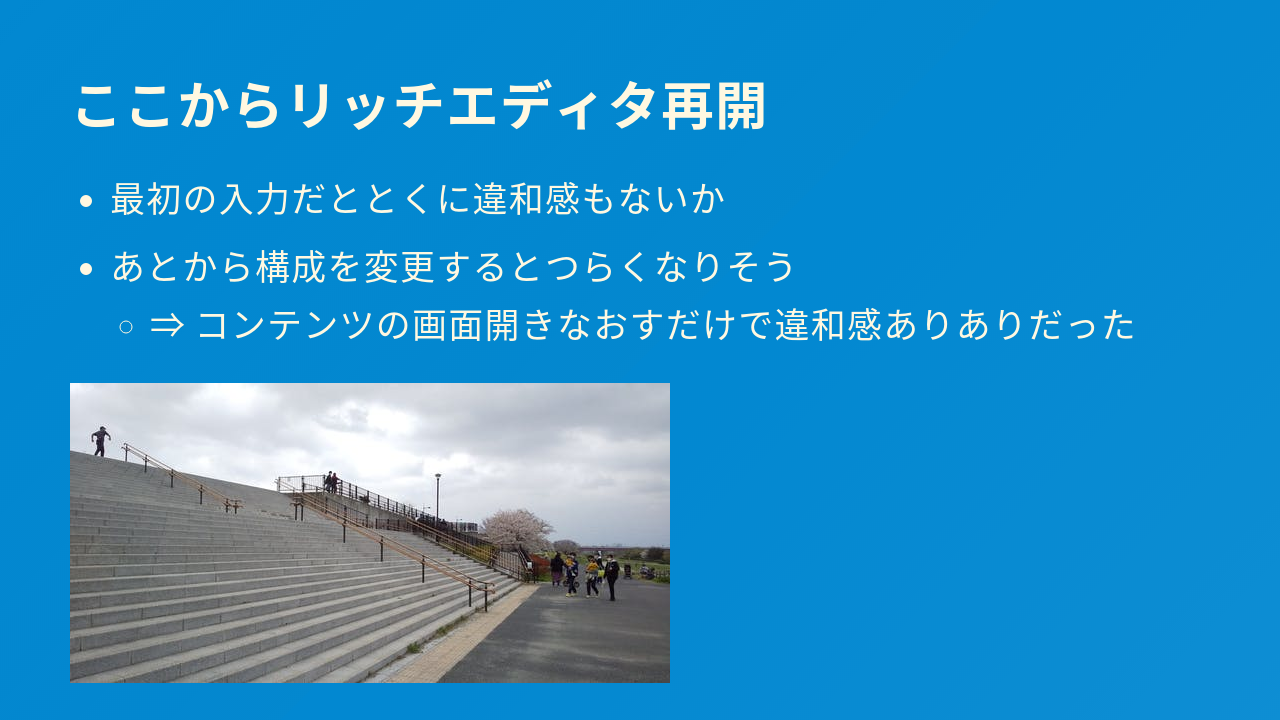 ここからリッチエディタ再開
最初の入力だととくに違和感もないか
あとから構成を変更するとつらくなりそう
⇒ コンテンツの画面開きなおすだけで違和感ありありだった